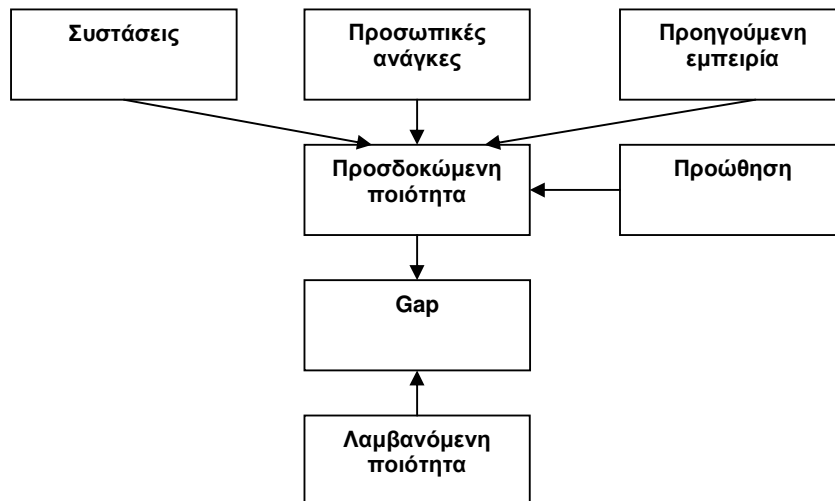 Συστάσεις
Προσωπικές
ανάγκες
Προηγούμενη
εμπειρία
Προσδοκώμενη
ποιότητα
Προώθηση
Gap
Λαμβανόμενη
ποιότητα